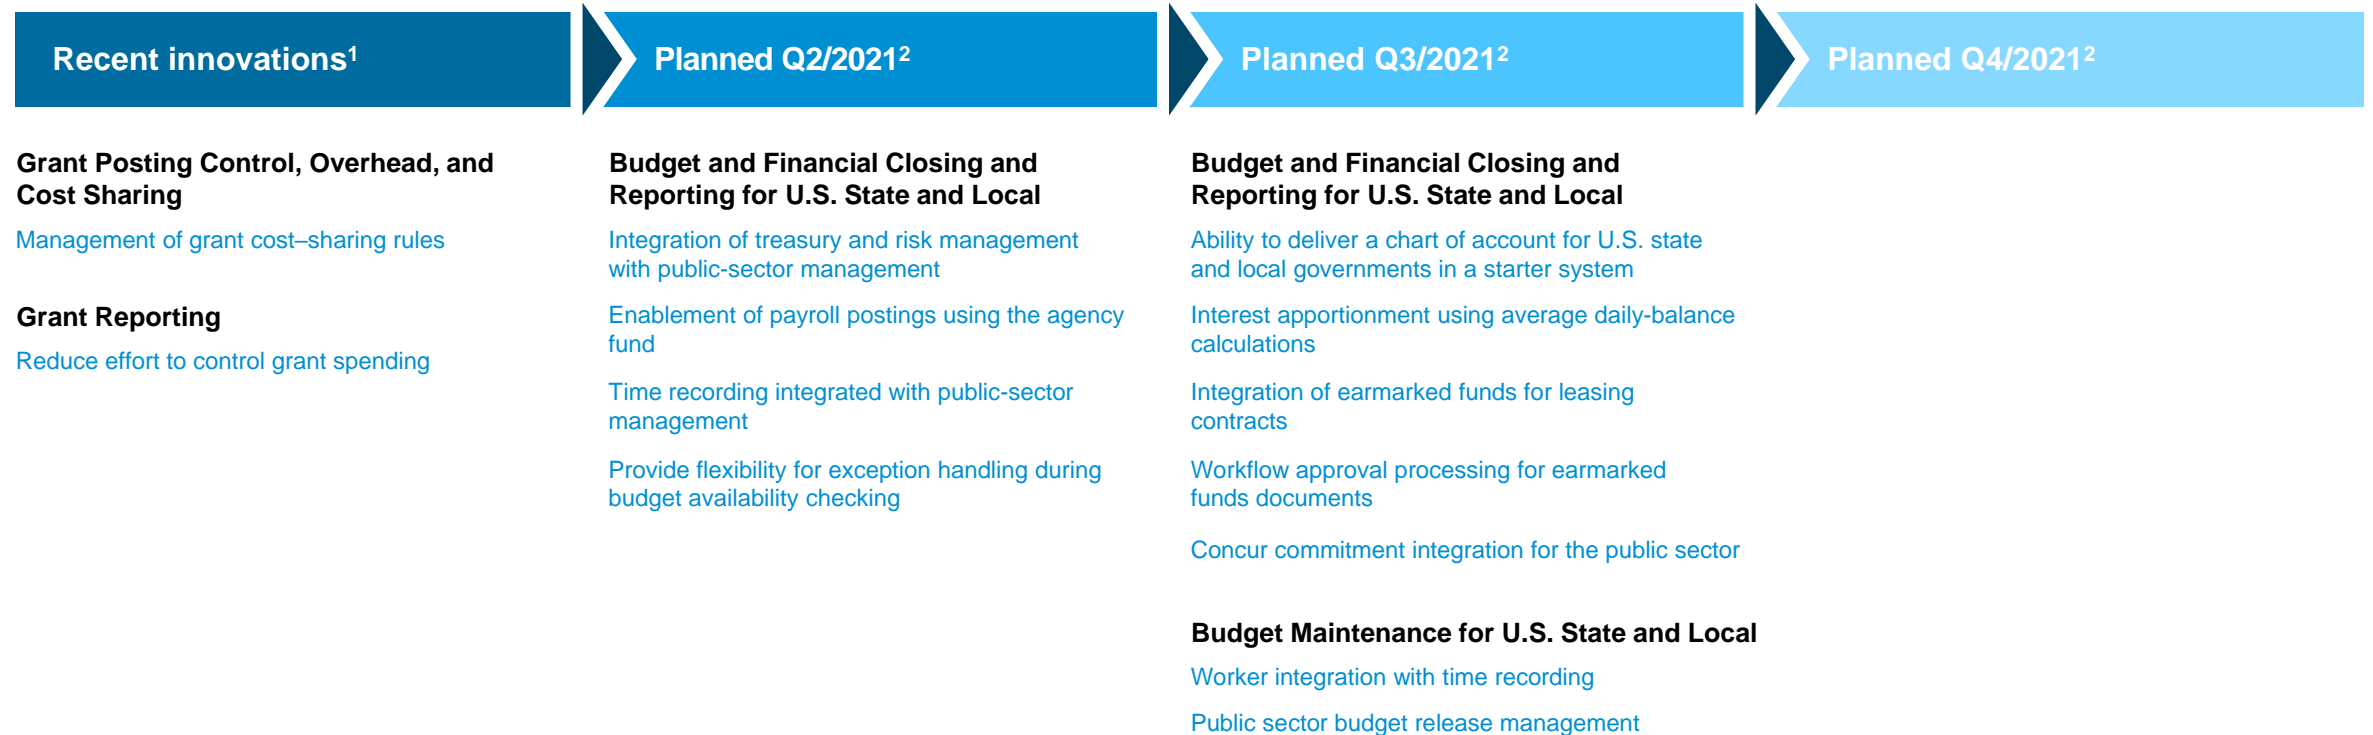 Recent innovations¹
Planned Q2/2021²
Planned Q3/2021²
Planned Q4/2021²
Grant Posting Control, Overhead, and
Cost Sharing
Management of grant cost–sharing rules
Grant Reporting
Reduce effort to control grant spending
Budget and Financial Closing and
Reporting for U.S. State and Local
Integration of treasury and risk management
with public-sector management
Enablement of payroll postings using the agency
fund
Time recording integrated with public-sector
management
Provide flexibility for exception handling during
budget availability checking
Budget and Financial Closing and
Reporting for U.S. State and Local
Ability to deliver a chart of account for U.S. state
and local governments in a starter system
Interest apportionment using average daily-balance
calculations
Integration of earmarked funds for leasing
contracts
Workflow approval processing for earmarked
funds documents
Concur commitment integration for the public sector
Budget Maintenance for U.S. State and Local
Worker integration with time recording
Public sector budget release management